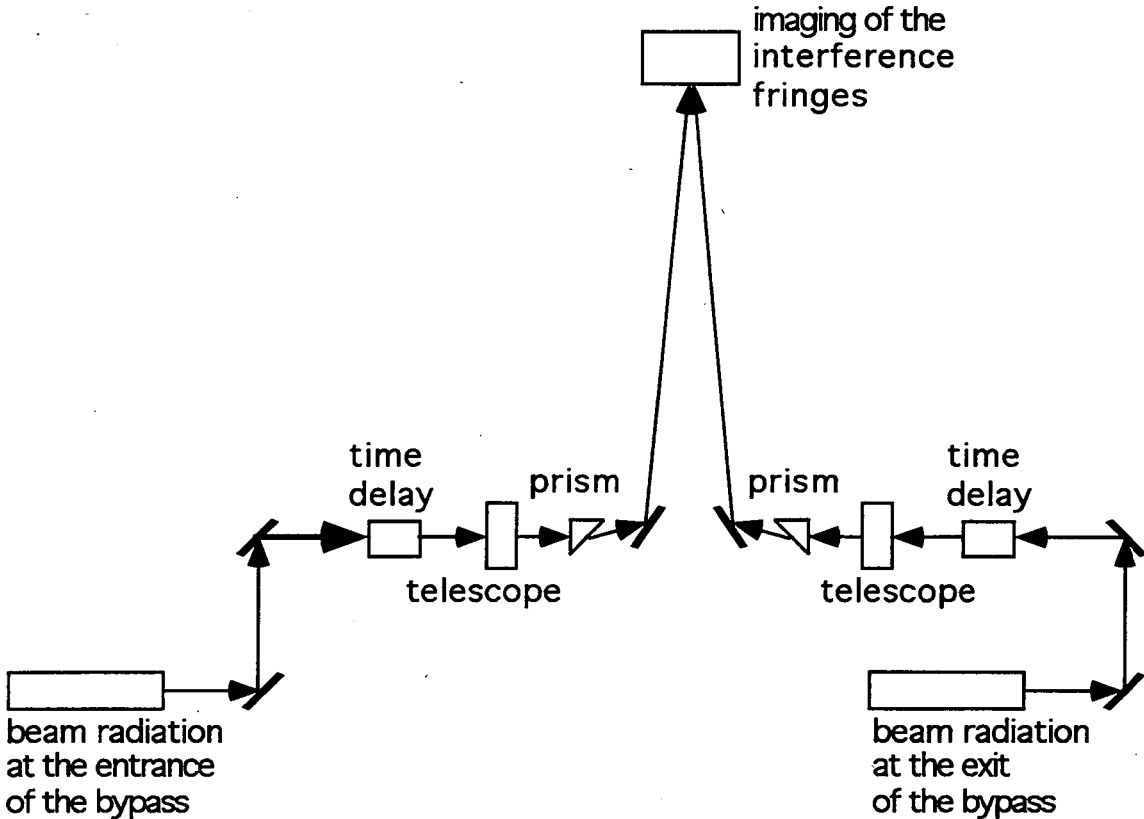 imaging of the
interference
fringes
time
delay
prism
telescope
prism
time
delay
telescope
beam radiation
at the entrance
of the bypass
beam radiation
at the exit
of the bypass